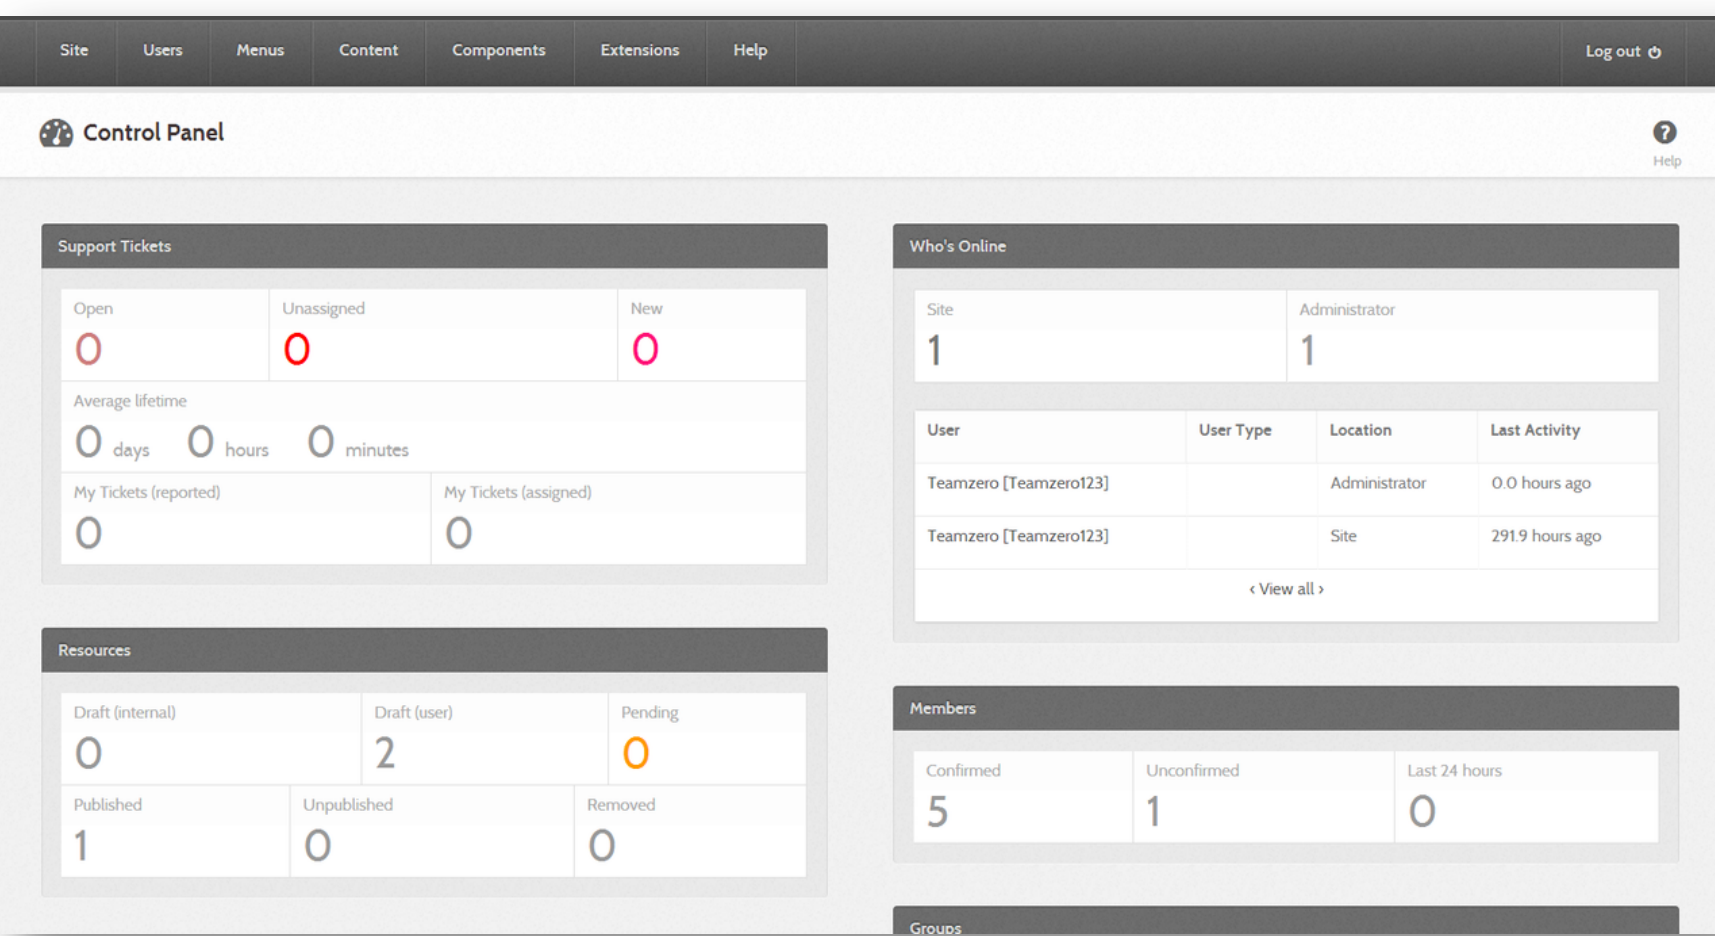 Site Users Menus Content Components Extensions Help Log out
Control Panel
Help
Support Tickets
Open Unassigned New
0 0 0
Average lifetime
0 days 0 hours 0 minutes
My Tickets (reported) My Tickets (assigned)
0 0
Resources
Draft (internal) Draft (user) Pending
0 2 0
Published Unpublished Removed
1 0 0
Who's Online
Site Administrator
1 1
User User Type Location Last Activity
Teamzero [Teamzero123] Administrator 0.0 hours ago
Teamzero [Teamzero123] Site 291.9 hours ago
‹ View all ›
Members
Confirmed Unconfirmed Last 24 hours
5 1 0
Groups